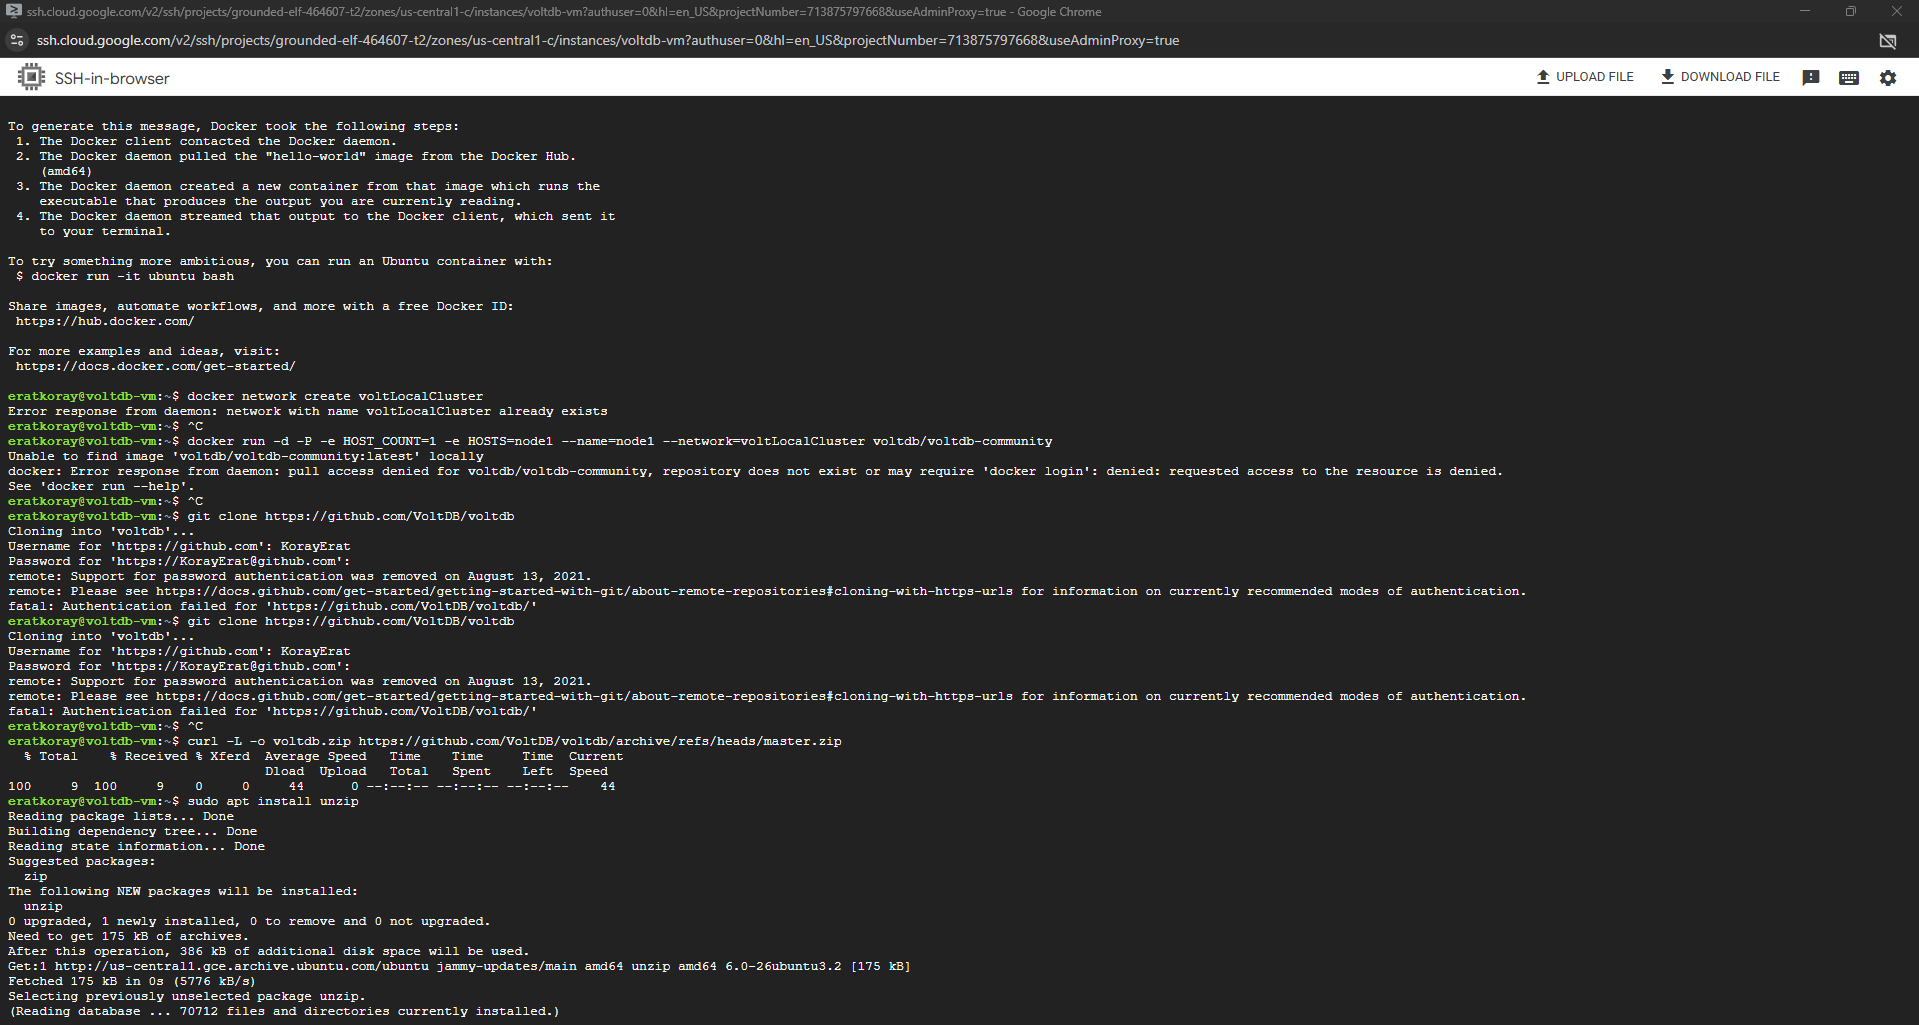 ssh.cloud.google.com/v2/ssh/projects/grounded-elf-464607-t2/zones/us-central1-c/instances/voltdb-vm?authuser=0&hl=en_US&projectNumber=713875797668&useAdminProxy=true - Google Chrome
ssh.cloud.google.com/v2/ssh/projects/grounded-elf-464607-t2/zones/us-central1-c/instances/voltdb-vm?authuser=0&hl=en_US&projectNumber=713875797668&useAdminProxy=true
SSH-in-browser
UPLOAD FILE
DOWNLOAD FILE
To generate this message, Docker took the following steps:
 1. The Docker client contacted the Docker daemon.
 2. The Docker daemon pulled the "hello-world" image from the Docker Hub.
    (amd64)
 3. The Docker daemon created a new container from that image which runs the
    executable that produces the output you are currently reading.
 4. The Docker daemon streamed that output to the Docker client, which sent it
    to your terminal.
To try something more ambitious, you can run an Ubuntu container with:
 $ docker run -it ubuntu bash
Share images, automate workflows, and more with a free Docker ID:
 https://hub.docker.com/
For more examples and ideas, visit:
 https://docs.docker.com/get-started/
eratkoray@voltdb-vm:~$ docker network create voltLocalCluster
Error response from daemon: network with name voltLocalCluster already exists
eratkoray@voltdb-vm:~$ ^C
eratkoray@voltdb-vm:~$ docker run -d -P -e HOST_COUNT=1 -e HOSTS=node1 --name=node1 --network=voltLocalCluster voltdb/voltdb-community
Unable to find image 'voltdb/voltdb-community:latest' locally
docker: Error response from daemon: pull access denied for voltdb/voltdb-community, repository does not exist or may require 'docker login': denied: requested access to the resource is denied.
See 'docker run --help'.
eratkoray@voltdb-vm:~$ ^C
eratkoray@voltdb-vm:~$ git clone https://github.com/VoltDB/voltdb
Cloning into 'voltdb'...
Username for 'https://github.com': KorayErat
Password for 'https://KorayErat@github.com':
remote: Support for password authentication was removed on August 13, 2021.
remote: Please see https://docs.github.com/get-started/getting-started-with-git/about-remote-repositories#cloning-with-https-urls for information on currently recommended modes of authentication.
fatal: Authentication failed for 'https://github.com/VoltDB/voltdb/'
eratkoray@voltdb-vm:~$ git clone https://github.com/VoltDB/voltdb
Cloning into 'voltdb'...
Username for 'https://github.com': KorayErat
Password for 'https://KorayErat@github.com':
remote: Support for password authentication was removed on August 13, 2021.
remote: Please see https://docs.github.com/get-started/getting-started-with-git/about-remote-repositories#cloning-with-https-urls for information on currently recommended modes of authentication.
fatal: Authentication failed for 'https://github.com/VoltDB/voltdb/'
eratkoray@voltdb-vm:~$ ^C
eratkoray@voltdb-vm:~$ curl -L -o voltdb.zip https://github.com/VoltDB/voltdb/archive/refs/heads/master.zip
  % Total    % Received % Xferd  Average Speed   Time    Time     Time  Current
                                 Dload  Upload   Total   Spent    Left  Speed
100     9  100     9    0     0     44      0 --:--:-- --:--:-- --:--:--    44
eratkoray@voltdb-vm:~$ sudo apt install unzip
Reading package lists... Done
Building dependency tree... Done
Reading state information... Done
Suggested packages:
  zip
The following NEW packages will be installed:
  unzip
0 upgraded, 1 newly installed, 0 to remove and 0 not upgraded.
Need to get 175 kB of archives.
After this operation, 386 kB of additional disk space will be used.
Get:1 http://us-central1.gce.archive.ubuntu.com/ubuntu jammy-updates/main amd64 unzip amd64 6.0-26ubuntu3.2 [175 kB]
Fetched 175 kB in 0s (5776 kB/s)
Selecting previously unselected package unzip.
(Reading database ... 70712 files and directories currently installed.)